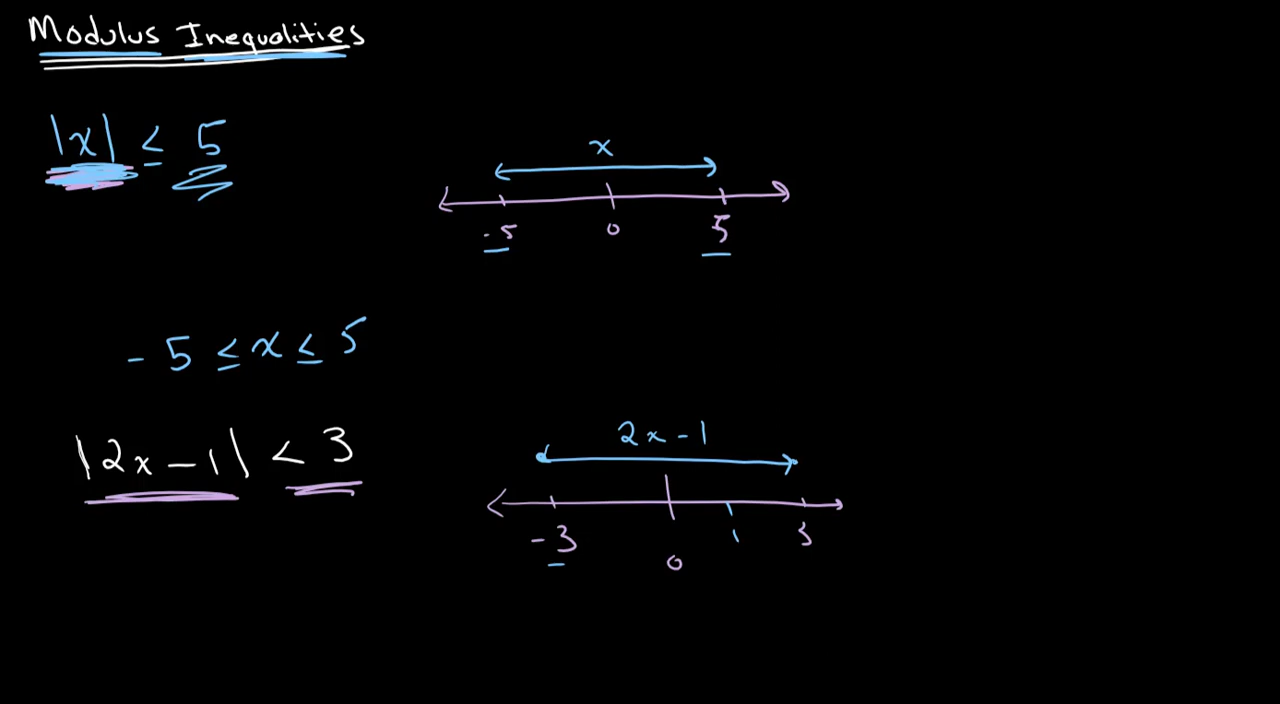 Modulus Inequalities
|x| ≤ 5
x
-5 0 5
-5 ≤ x ≤ 5
|2x-1| < 3
2x-1
-3 0 1 3